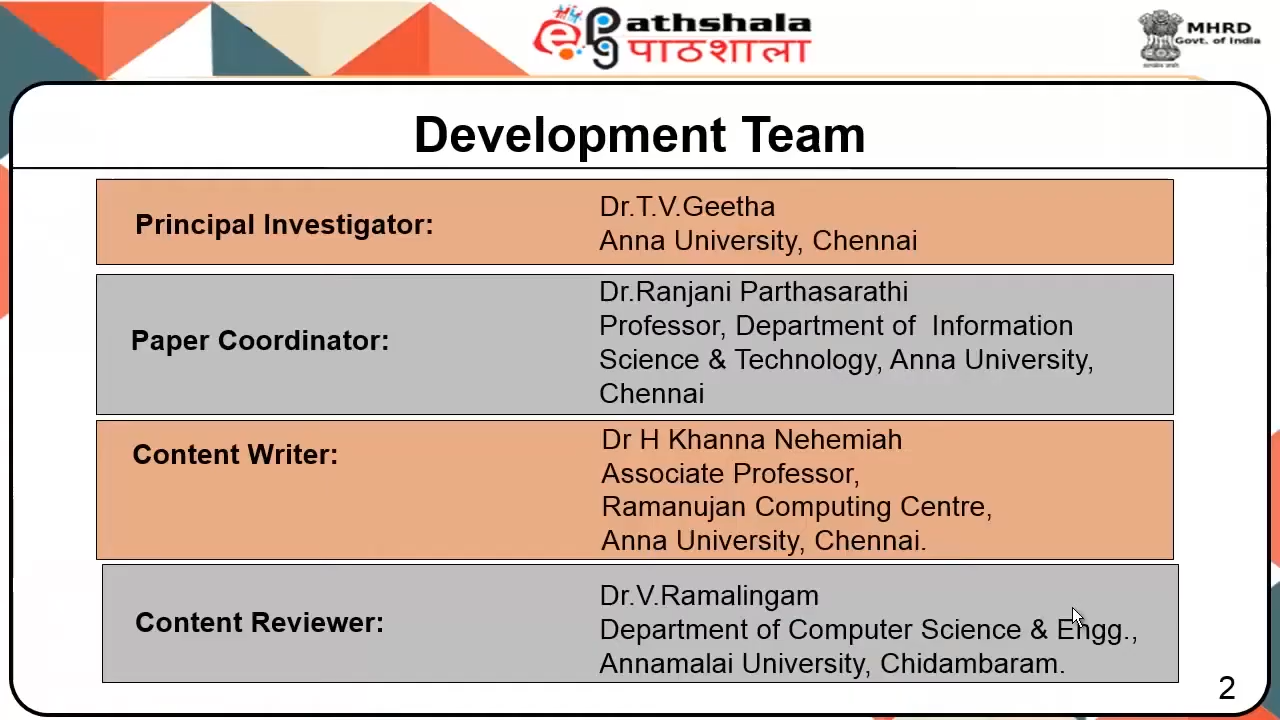 ePg Pathshala
पाठशाला
MHRD
Govt. of India
Development Team
Principal Investigator:
Dr.T.V.Geetha
Anna University, Chennai
Paper Coordinator:
Dr.Ranjani Parthasarathi
Professor, Department of Information
Science & Technology, Anna University,
Chennai
Content Writer:
Dr H Khanna Nehemiah
Associate Professor,
Ramanujan Computing Centre,
Anna University, Chennai.
Content Reviewer:
Dr.V.Ramalingam
Department of Computer Science & Engg.,
Annamalai University, Chidambaram.
2